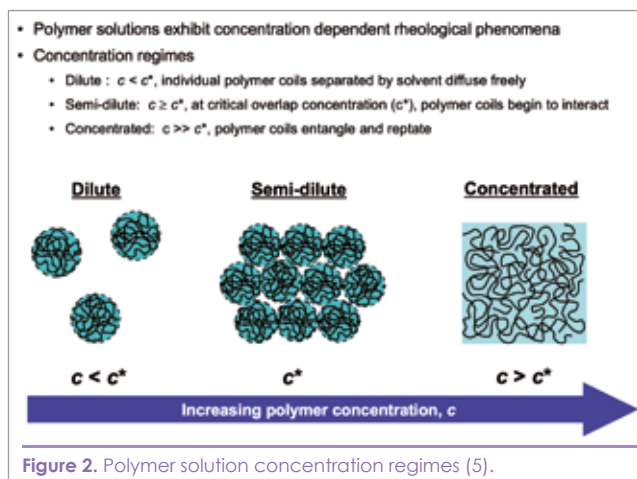 • Polymer solutions exhibit concentration dependent rheological phenomena
• Concentration regimes
• Dilute : c < c*, individual polymer coils separated by solvent diffuse freely
• Semi-dilute: c ≥ c*, at critical overlap concentration (c*), polymer coils begin to interact
• Concentrated: c >> c*, polymer coils entangle and reptate
Dilute Semi-dilute Concentrated
c < c* c* c > c*
Increasing polymer concentration, c
Figure 2. Polymer solution concentration regimes (5).